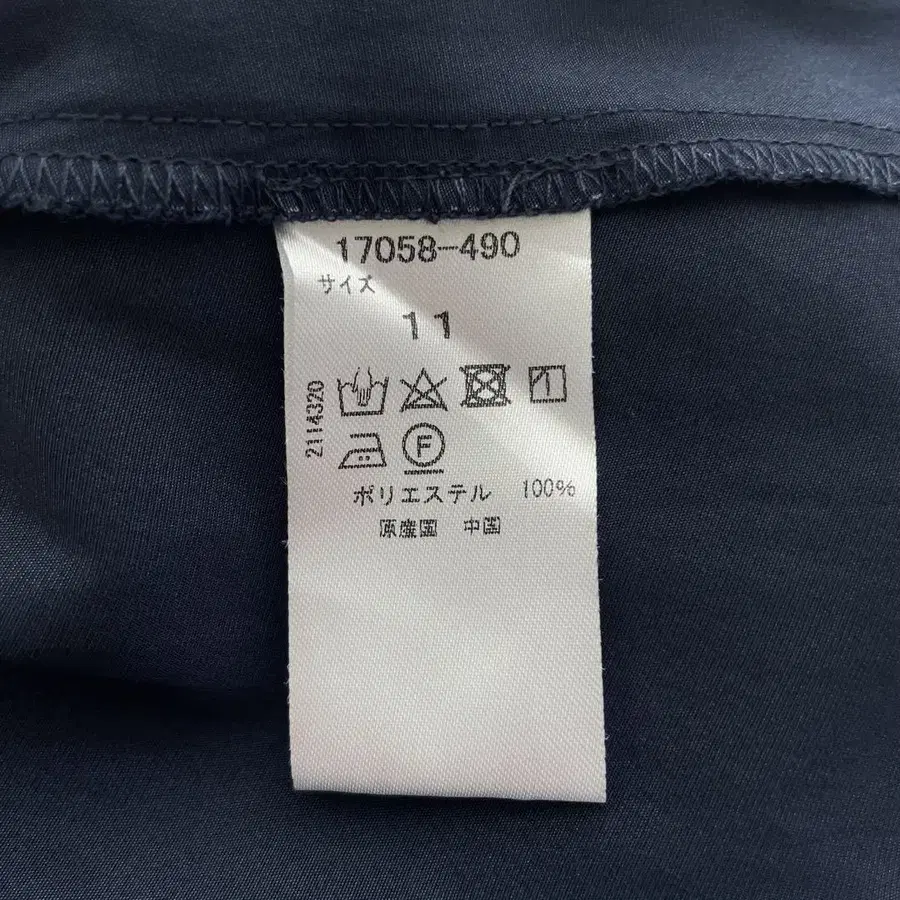 17058-490
サイズ
11
2114320
F
ポリエステル 100%
原産国 中国